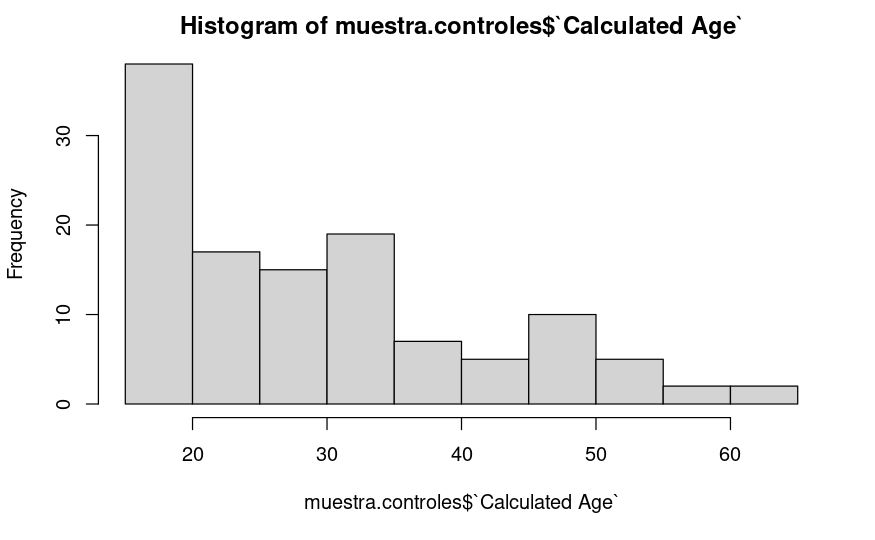 Histogram of muestra.controles$`Calculated Age`
Frequency
30
20
10
0
20 30 40 50 60
muestra.controles$`Calculated Age`